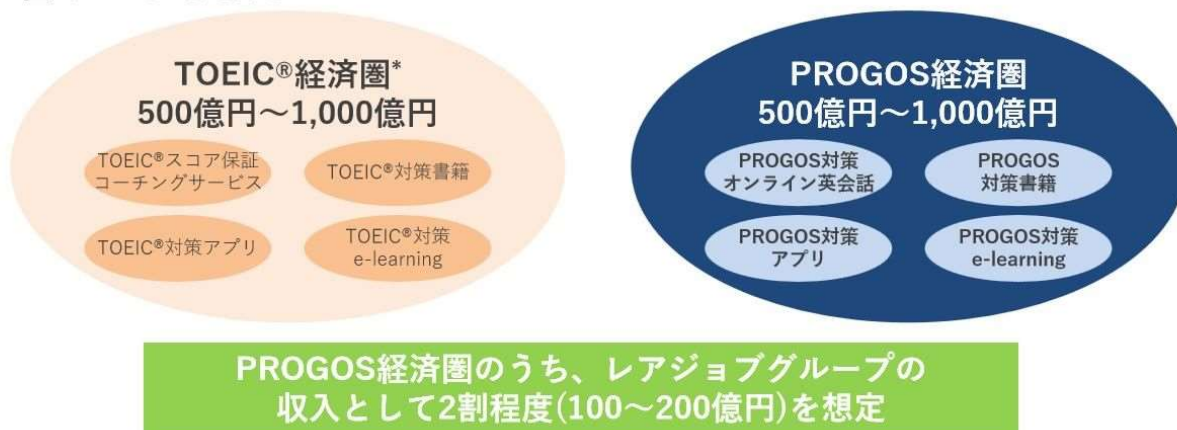 TOEIC®経済圏*
500億円～1,000億円
TOEIC®スコア保証
コーチングサービス
TOEIC®対策書籍
TOEIC®対策アプリ
TOEIC®対策
e-learning
PROGOS経済圏
500億円～1,000億円
PROGOS対策
オンライン英会話
PROGOS
対策書籍
PROGOS対策
アプリ
PROGOS対策
e-learning
PROGOS経済圏のうち、レアジョブグループの
収入として2割程度(100～200億円)を想定